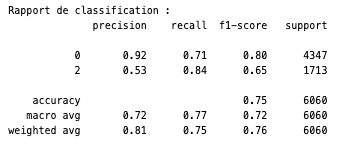 Rapport de classification :
precision recall f1-score support
0 0.92 0.71 0.80 4347
2 0.53 0.84 0.65 1713
accuracy 0.75 6060
macro avg 0.72 0.77 0.72 6060
weighted avg 0.81 0.75 0.76 6060